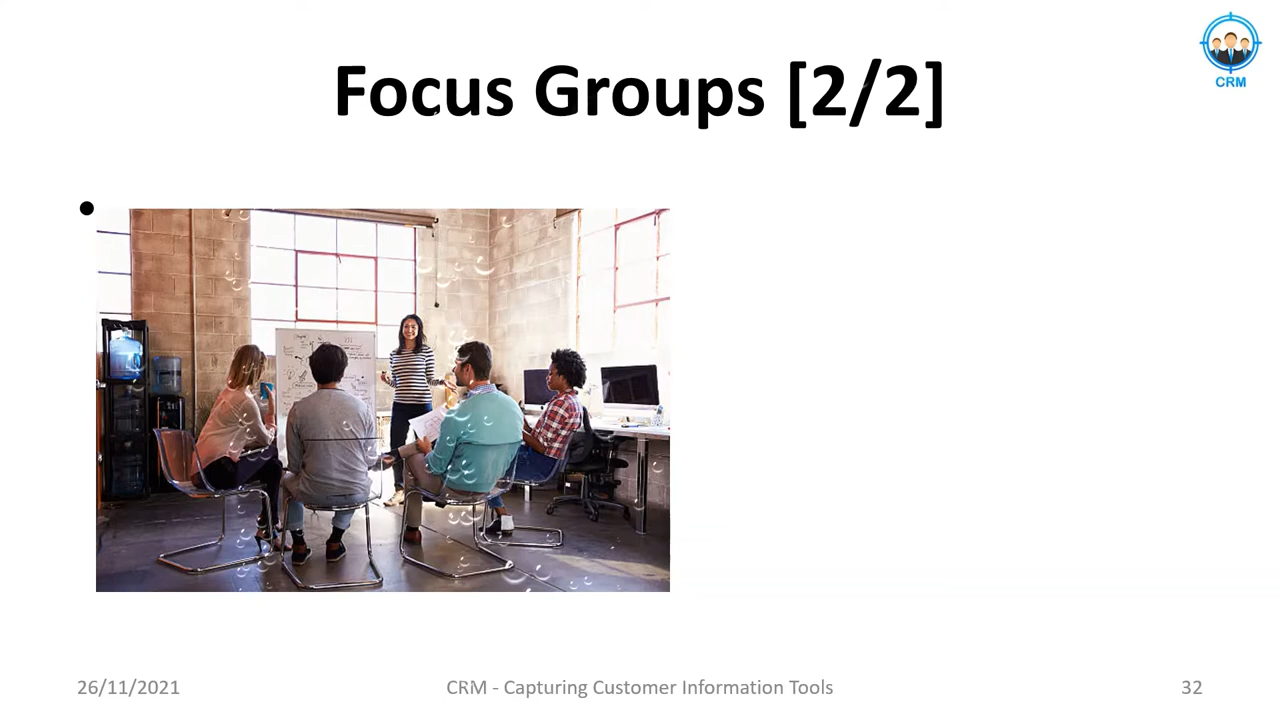 CRM
Focus Groups [2/2]
•
26/11/2021
CRM - Capturing Customer Information Tools
32